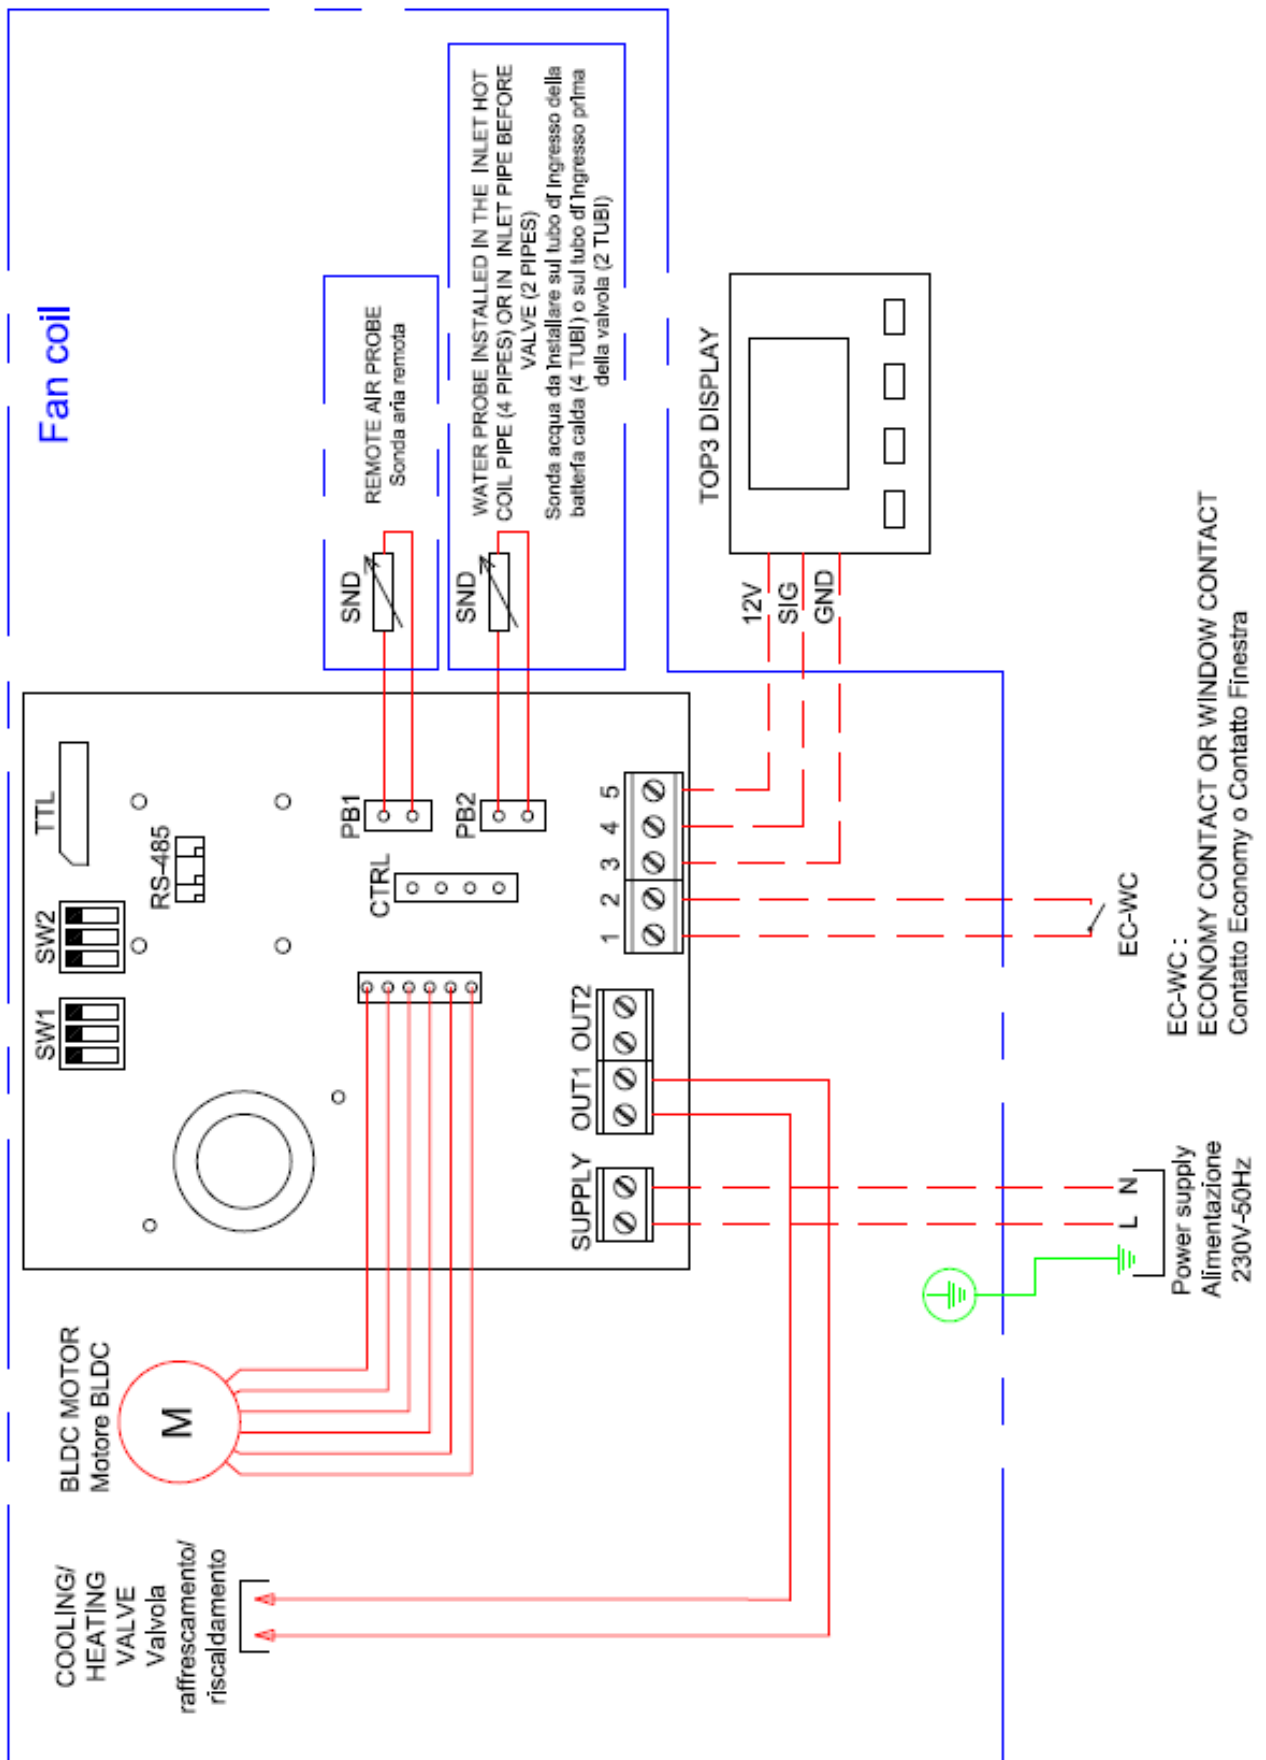 Fan coil
COOLING/
HEATING
VALVE
Valvola
raffrescamento/
riscaldamento
BLDC MOTOR
Motore BLDC
M
SW1
SW2
TTL
RS-485
CTRL
PB1
PB2
SND
REMOTE AIR PROBE
Sonda aria remota
SND
WATER PROBE INSTALLED IN THE INLET HOT
COIL PIPE (4 PIPES) OR IN INLET PIPE BEFORE
VALVE (2 PIPES)
Sonda acqua da installare sul tubo di ingresso della
batteria calda (4 TUBI) o sul tubo di ingresso prima
della valvola (2 TUBI)
SUPPLY
OUT1
OUT2
1 2 3 4 5
12V
SIG
GND
TOP3 DISPLAY
L N
Power supply
Alimentazione
230V-50Hz
EC-WC
EC-WC :
ECONOMY CONTACT OR WINDOW CONTACT
Contatto Economy o Contatto Finestra